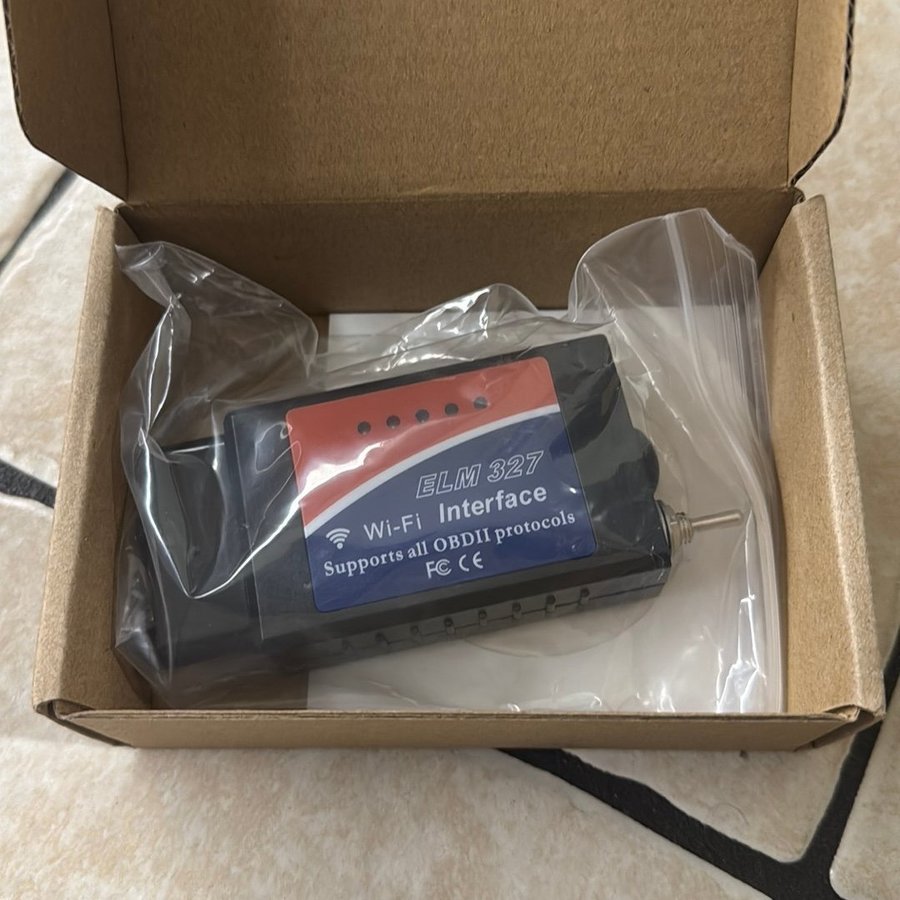 ELM 327
Wi-Fi Interface
Supports all OBDII protocols
FC CE